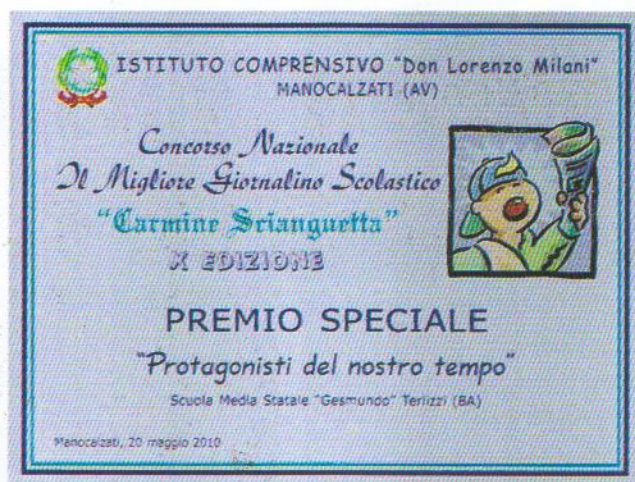 ISTITUTO COMPRENSIVO "Don Lorenzo Milani"
MANOCALZATI (AV)
Concorso Nazionale
Il Migliore Giornalino Scolastico
"Carmine Scianguetta"
X EDIZIONE
PREMIO SPECIALE
"Protagonisti del nostro tempo"
Scuola Media Statale "Gesmundo" Terlizzi (BA)
Manocalzati, 20 maggio 2010